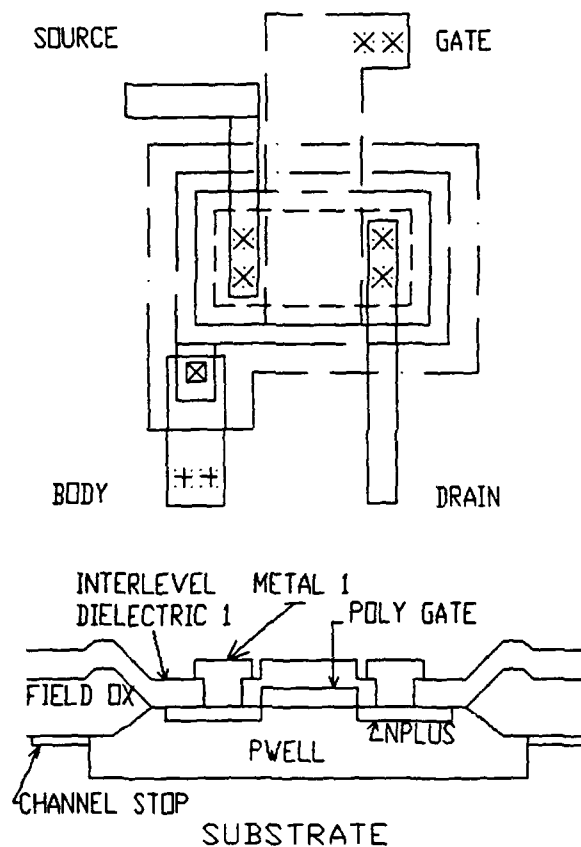 SOURCE
GATE
BODY
DRAIN
INTERLEVEL
DIELECTRIC 1
METAL 1
POLY GATE
FIELD OX
NPLUS
PWELL
CHANNEL STOP
SUBSTRATE